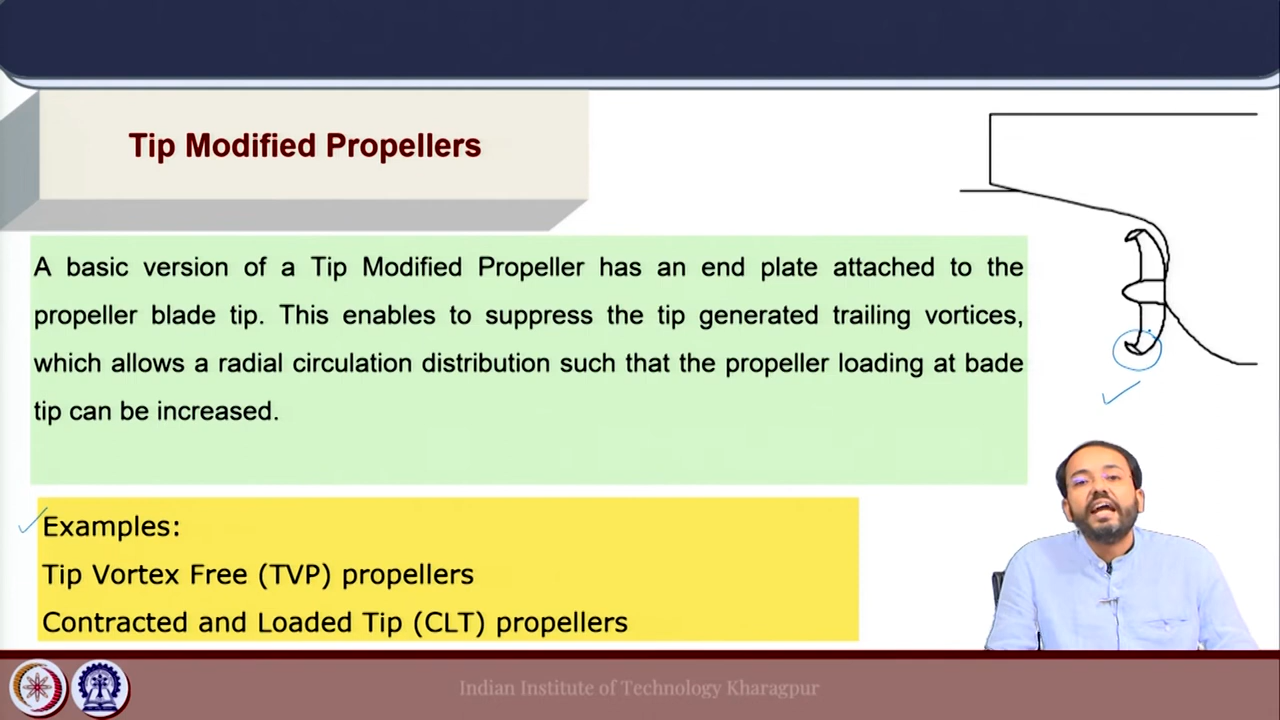 Tip Modified Propellers
A basic version of a Tip Modified Propeller has an end plate attached to the
propeller blade tip. This enables to suppress the tip generated trailing vortices,
which allows a radial circulation distribution such that the propeller loading at bade
tip can be increased.
Examples:
Tip Vortex Free (TVP) propellers
Contracted and Loaded Tip (CLT) propellers
Indian Institute of Technology Kharagpur